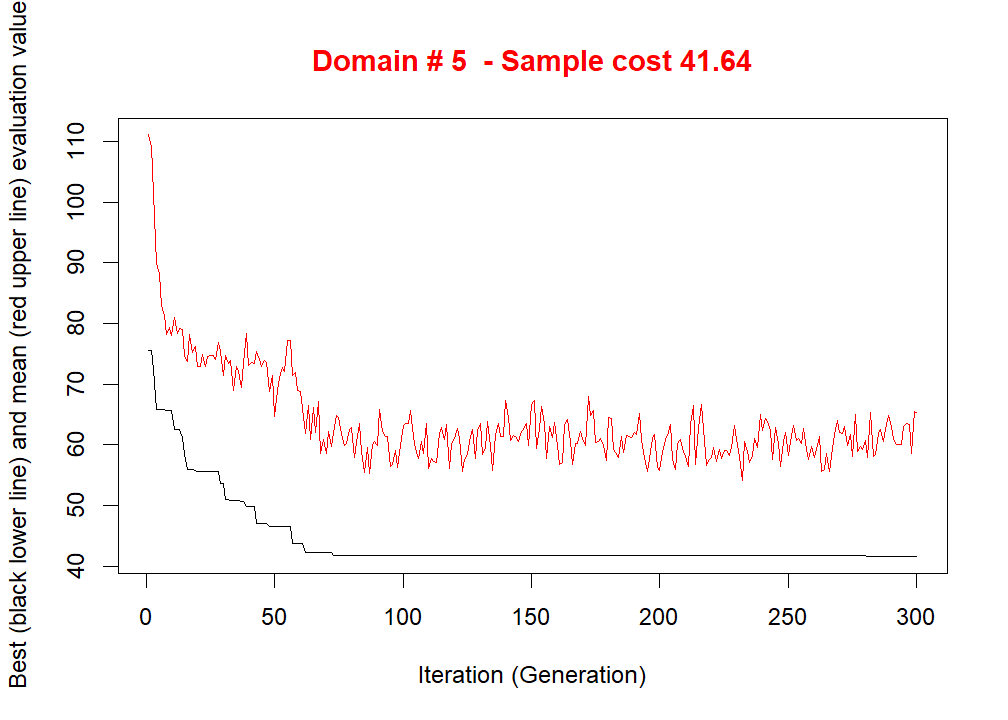 Domain # 5  - Sample cost 41.64
Best (black lower line) and mean (red upper line) evaluation value
110
100
90
80
70
60
50
40
0 50 100 150 200 250 300
Iteration (Generation)